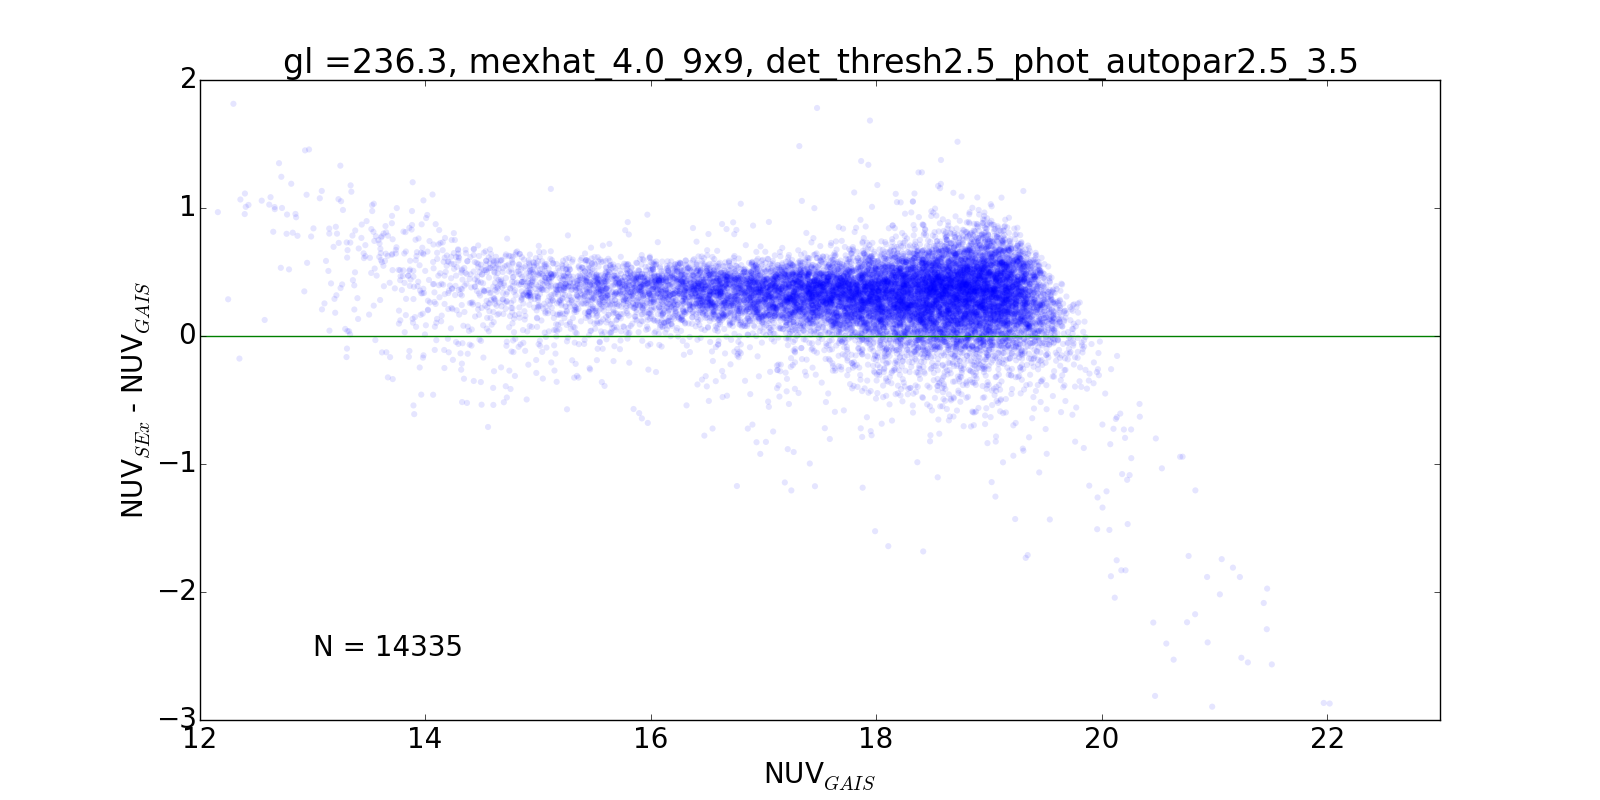 gl =236.3, mexhat_4.0_9x9, det_thresh2.5_phot_autopar2.5_3.5
2
1
0
−1
−2
−3
NUV_SEx - NUV_GAIS
N = 14335
12 14 16 18 20 22
NUV_GAIS